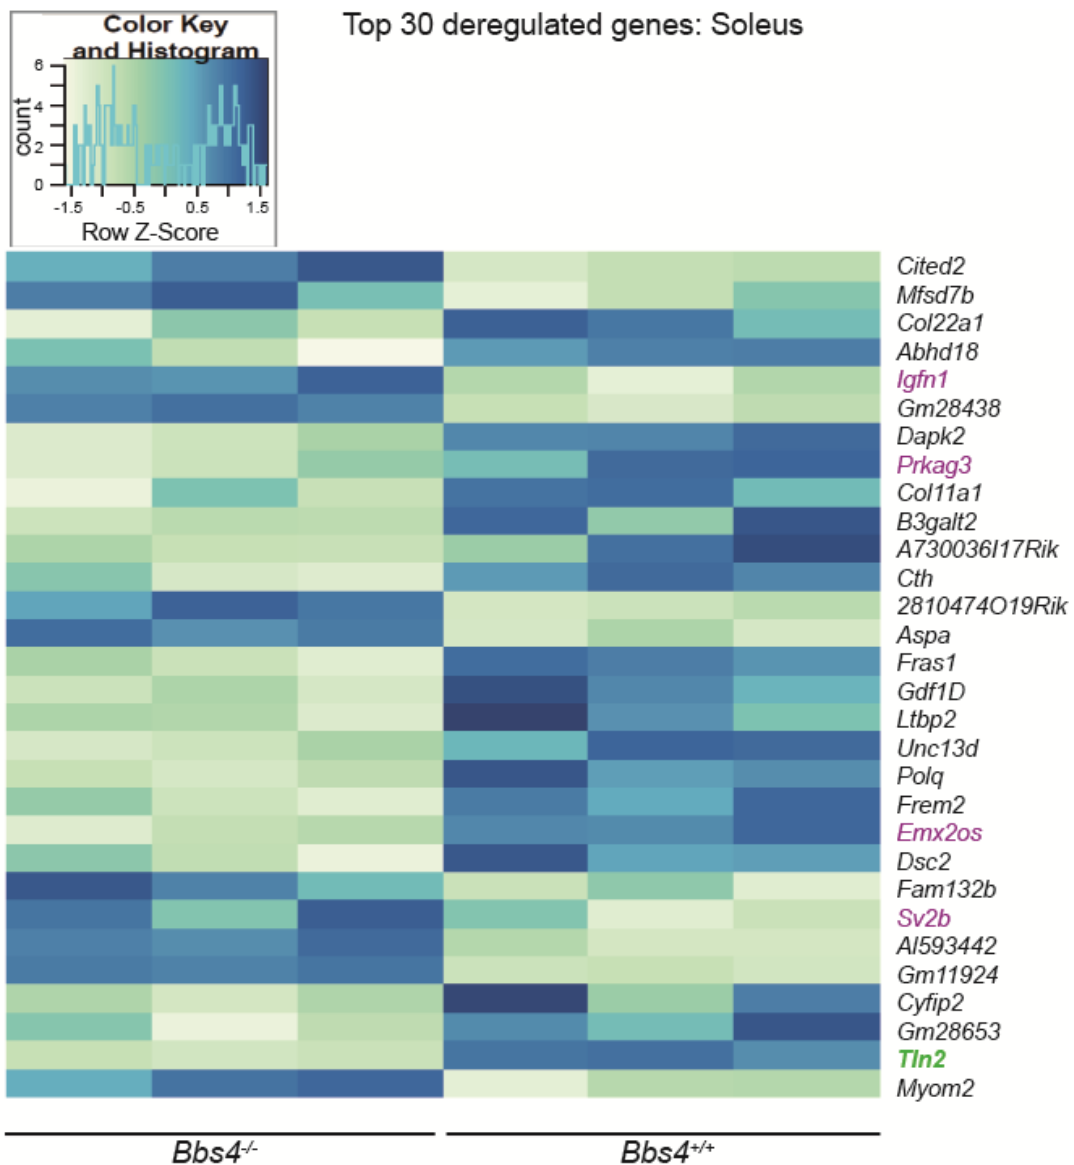 Color Key
and Histogram
Top 30 deregulated genes: Soleus
count
6
4
2
0
-1.5 -0.5 0.5 1.5
Row Z-Score
Cited2
Mfsd7b
Col22a1
Abhd18
Igfn1
Gm28438
Dapk2
Prkag3
Col11a1
B3galt2
A730036I17Rik
Cth
2810474O19Rik
Aspa
Fras1
Gdf1D
Ltbp2
Unc13d
Polq
Frem2
Emx2os
Dsc2
Fam132b
Sv2b
AI593442
Gm11924
Cyfip2
Gm28653
Tln2
Myom2
Bbs4-/- Bbs4+/+